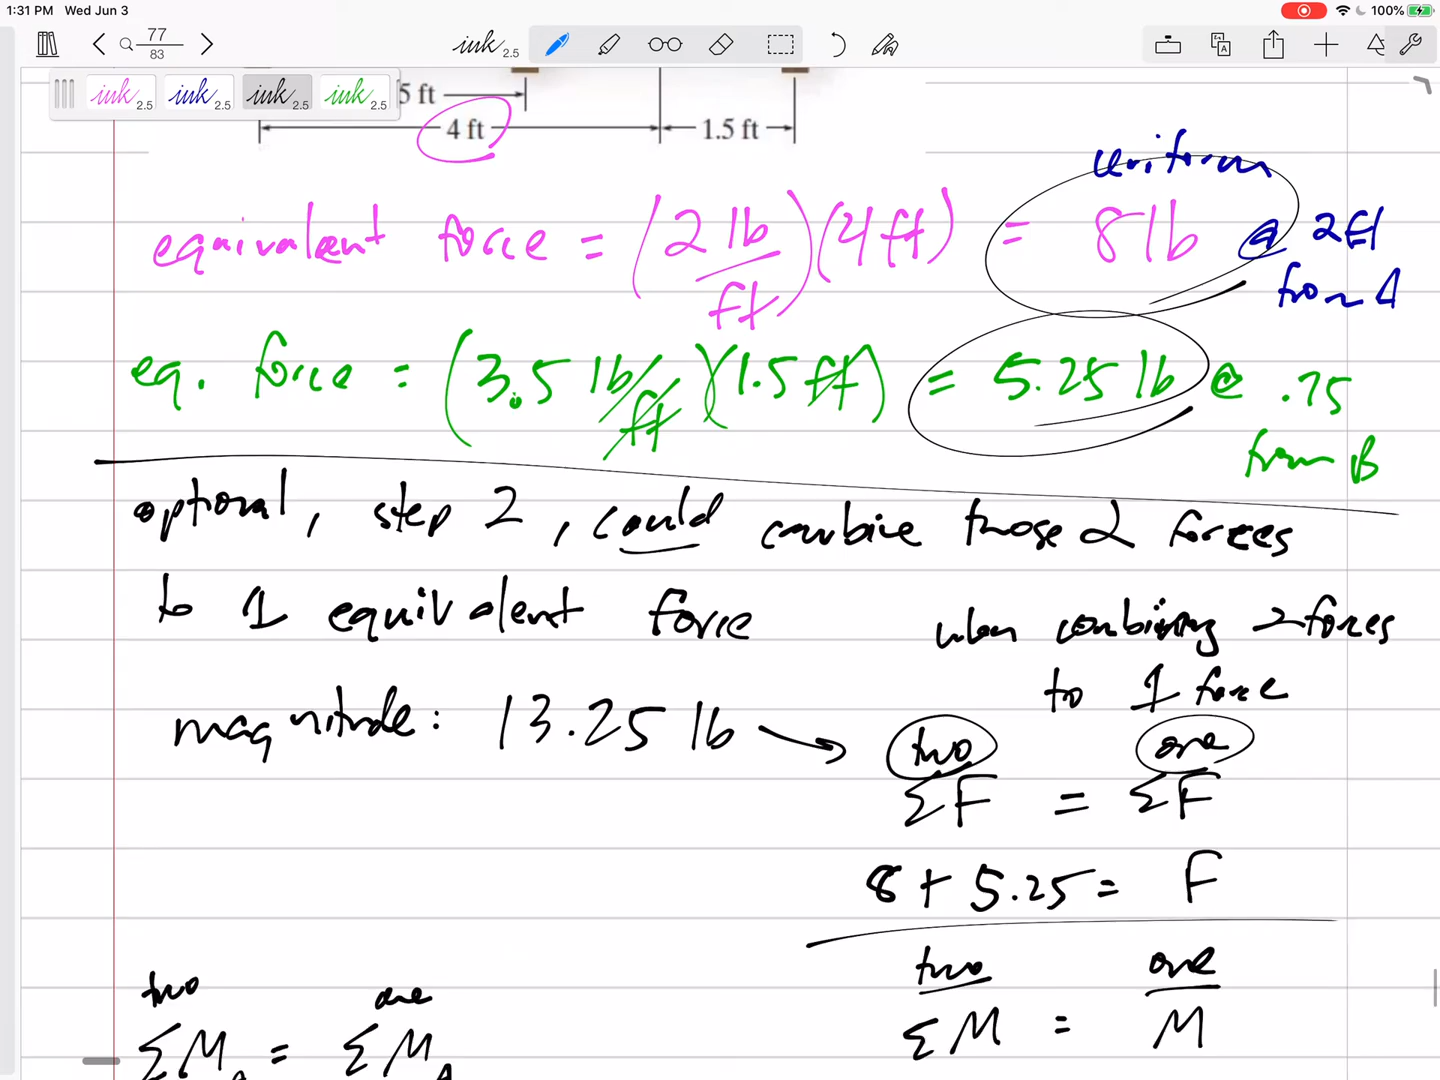 1:31 PM Wed Jun 3
100%
77
83
ink 2.5
ink 2.5 ink 2.5 ink 2.5 ink 2.5
5 ft
4 ft 1.5 ft
uniform
equivalent force = (2 lb/ft)(4 ft) = 8 lb @ 2ft
from A
eq. force = (3.5 lb/ft)(1.5 ft) = 5.25 lb @ .75
from B
optional, step 2, could combine those 2 forces
to 1 equivalent force
when combining 2 forces
to 1 force
magnitude: 13.25 lb →
two one
ΣF = ΣF
8 + 5.25 = F
two one
ΣM = M
two one
ΣM_A = ΣM_A